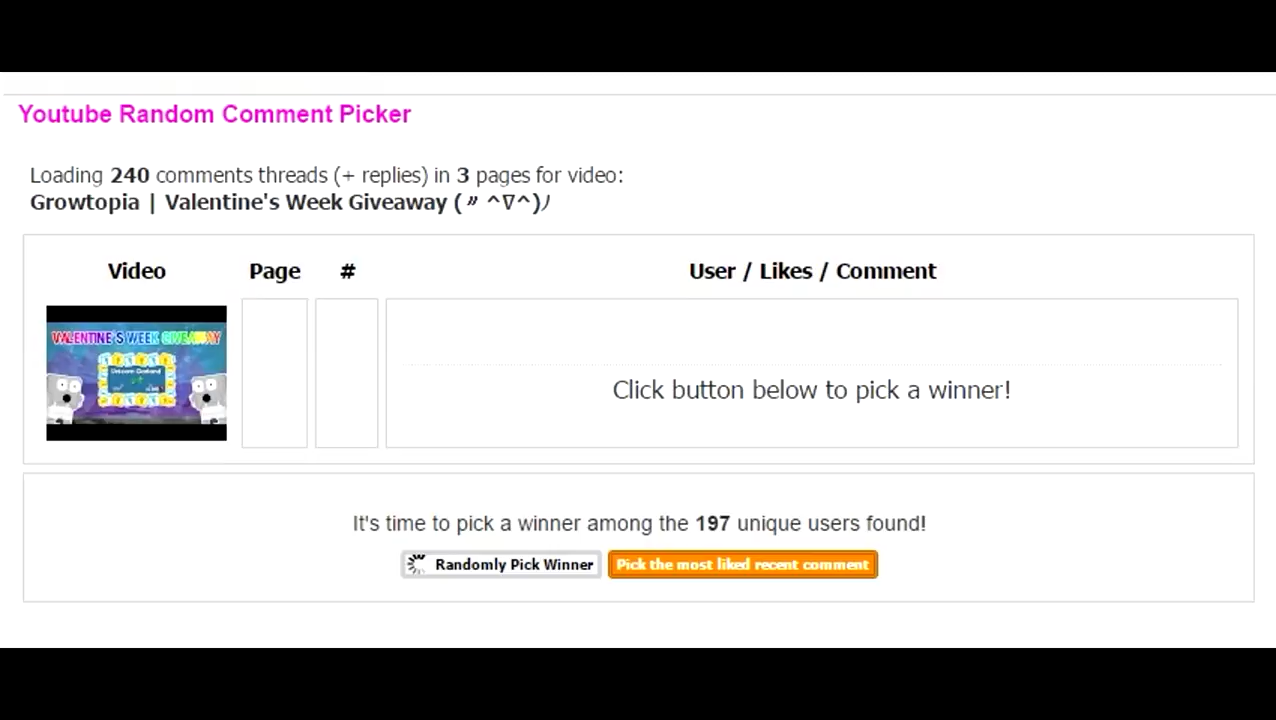 Youtube Random Comment Picker
Loading 240 comments threads (+ replies) in 3 pages for video:
Growtopia | Valentine's Week Giveaway (〃^∇^)ﾉ
Video Page # User / Likes / Comment
VALENTINE'S WEEK GIVEAWAY
Unicorn Garland
Click button below to pick a winner!
It's time to pick a winner among the 197 unique users found!
Randomly Pick Winner Pick the most liked recent comment